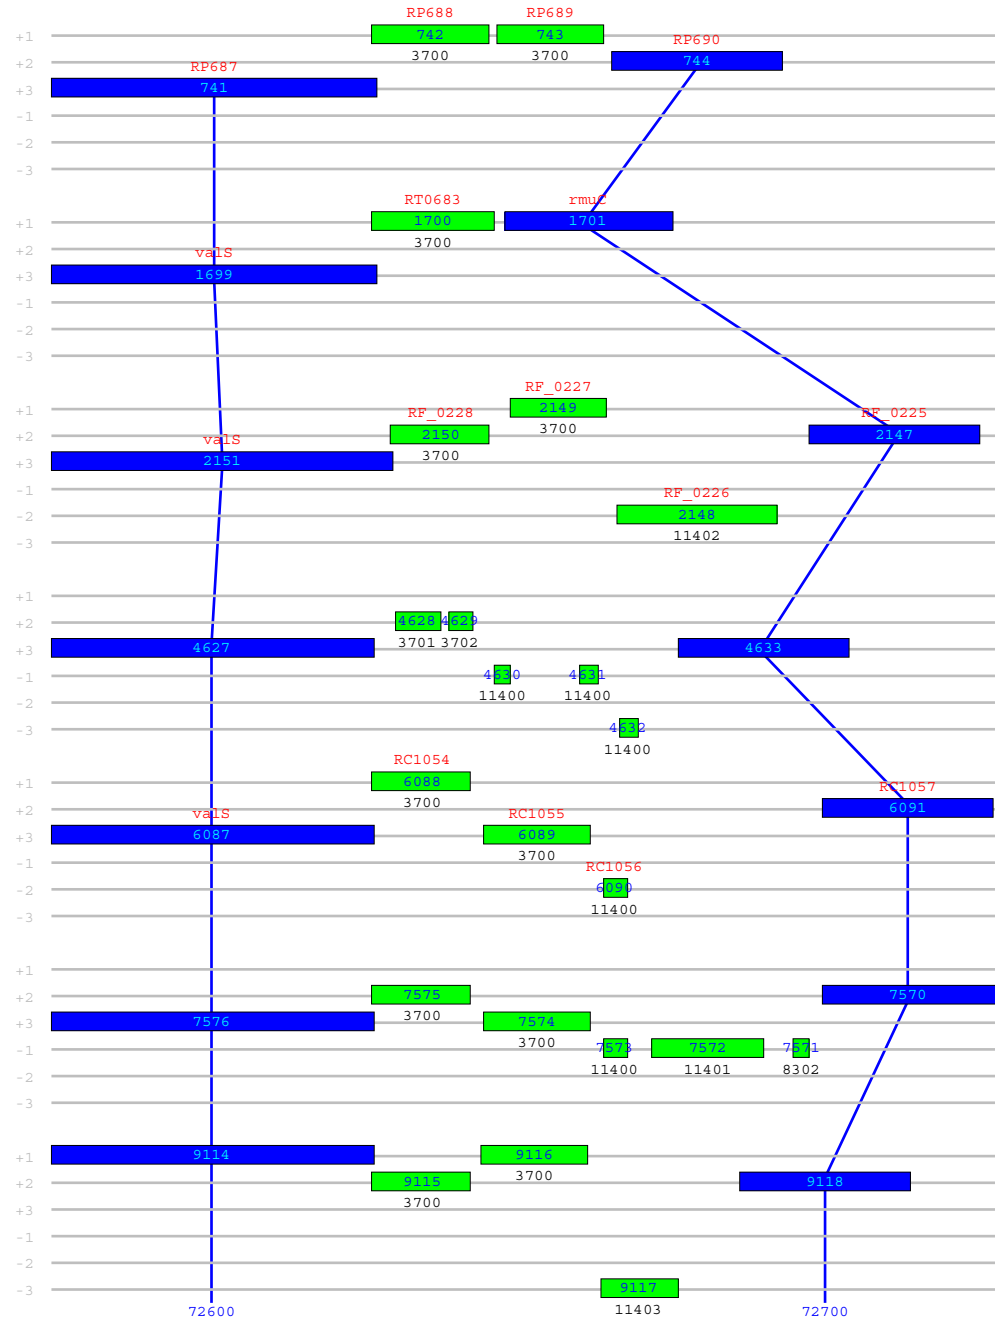 RP688 RP689
+1 742 743
3700 3700 RP690
+2 744
RP687
+3 741
-1
-2
-3
RT0683 rmuC
+1 1700 1701
3700
+2
valS
+3 1699
-1
-2
-3
RF_0227
+1 2149
RF_0228 3700 RF_0225
+2 2150 2147
valS 3700
+3 2151
-1
RF_0226
-2 2148
11402
-3
+1
+2 4628 4629
3701 3702
+3 4627 4633
-1 4630 4631
11400 11400
-2
-3 4632
11400
RC1054
+1 6088
3700 RC1057
+2 6091
valS RC1055
+3 6087 6089
3700
-1
RC1056
-2 6090
11400
-3
+1
+2 7575 7570
3700
+3 7576 7574
3700
-1 7573 7572 7571
11400 11401 8302
-2
-3
+1 9114 9116
3700
+2 9115 9118
3700
+3
-1
-2
-3 9117
11403
72600 72700